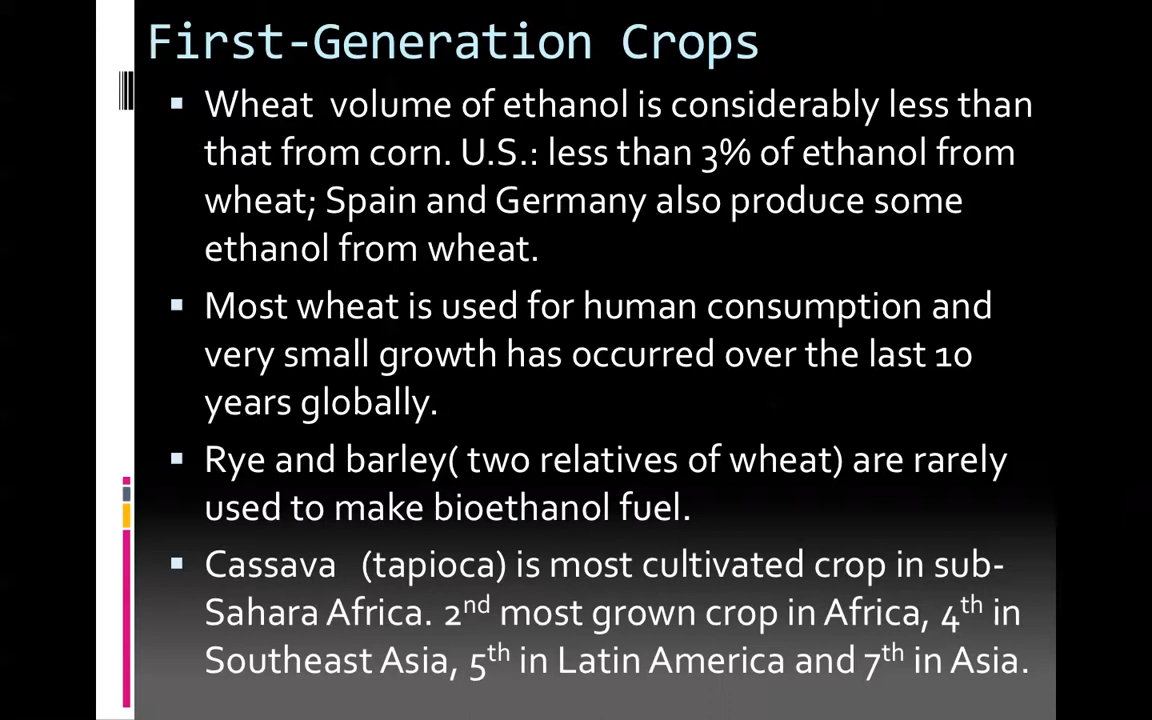 First-Generation Crops
▪ Wheat volume of ethanol is considerably less than
that from corn. U.S.: less than 3% of ethanol from
wheat; Spain and Germany also produce some
ethanol from wheat.
▪ Most wheat is used for human consumption and
very small growth has occurred over the last 10
years globally.
▪ Rye and barley( two relatives of wheat) are rarely
used to make bioethanol fuel.
▪ Cassava (tapioca) is most cultivated crop in sub-
Sahara Africa. 2nd most grown crop in Africa, 4th in
Southeast Asia, 5th in Latin America and 7th in Asia.